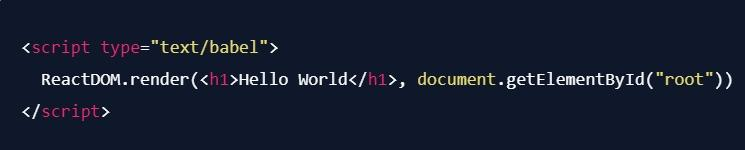 <script type="text/babel">
ReactDOM.render(<h1>Hello World</h1>, document.getElementById("root"))
</script>